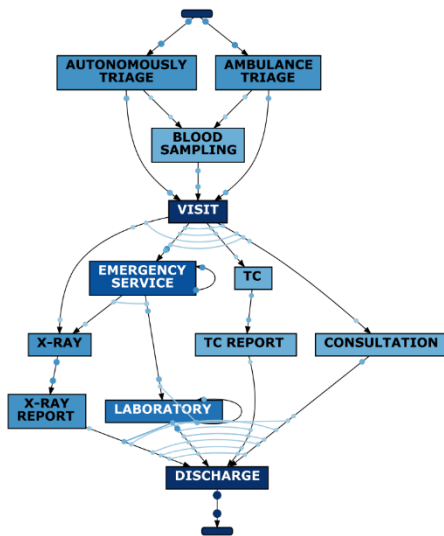 AUTONOMOUSLY
TRIAGE
AMBULANCE
TRIAGE
BLOOD
SAMPLING
VISIT
EMERGENCY
SERVICE
TC
X-RAY
TC REPORT
CONSULTATION
X-RAY
REPORT
LABORATORY
DISCHARGE